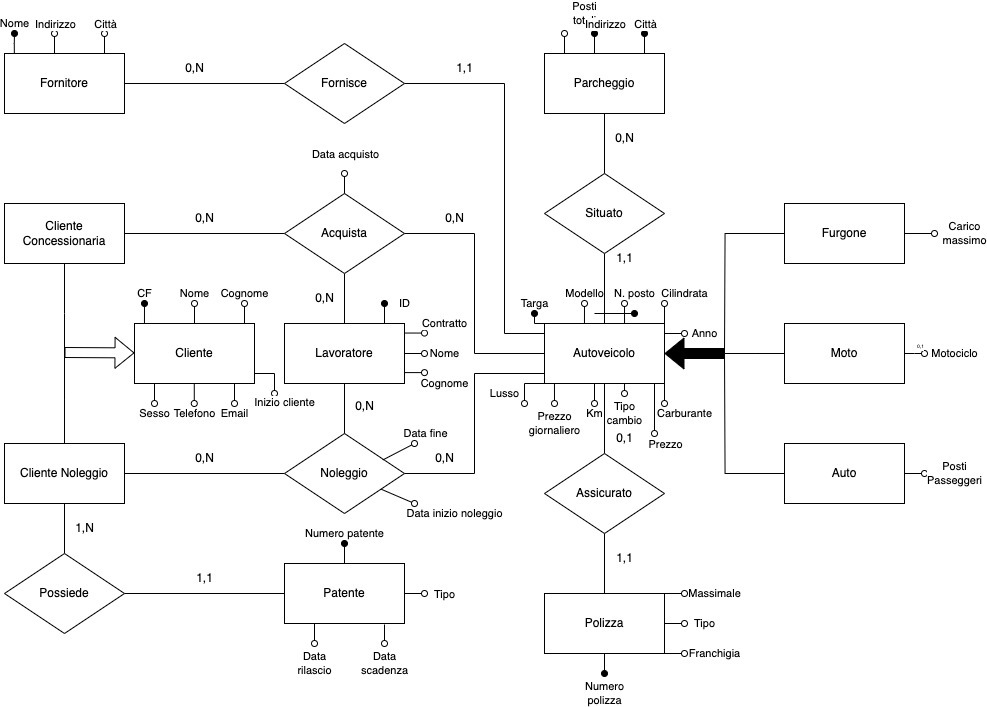 Posti
tot
Nome
Indirizzo
Città
Indirizzo
Città
Fornitore
0,N
Fornisce
1,1
Parcheggio
0,N
Data acquisto
Cliente
Concessionaria
0,N
Acquista
0,N
Situato
Furgone
Carico
massimo
1,1
CF
Nome
Cognome
0,N
ID
Targa
Modello
N. posto
Cilindrata
Contratto
Anno
Cliente
Lavoratore
Nome
Autoveicolo
Moto
0,1
Motociclo
Cognome
Sesso
Telefono
Email
Inizio cliente
0,N
Lusso
Prezzo
giornaliero
Km
Tipo
cambio
Carburante
Data fine
0,1
Prezzo
Cliente Noleggio
0,N
Noleggio
0,N
Auto
Posti
Passeggeri
Assicurato
Data inizio noleggio
1,N
Numero patente
1,1
Possiede
1,1
Patente
Tipo
Massimale
Polizza
Tipo
Franchigia
Data
rilascio
Data
scadenza
Numero
polizza